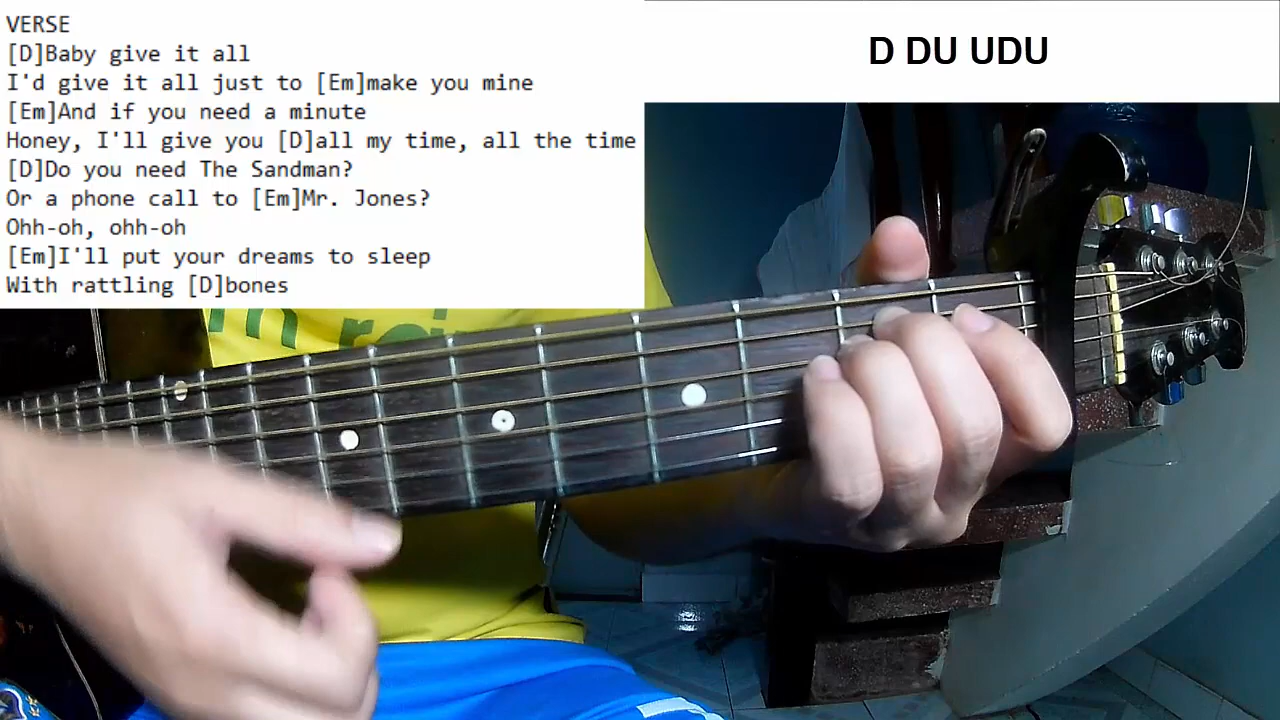 VERSE
[D]Baby give it all
I'd give it all just to [Em]make you mine
[Em]And if you need a minute
Honey, I'll give you [D]all my time, all the time
[D]Do you need The Sandman?
Or a phone call to [Em]Mr. Jones?
Ohh-oh, ohh-oh
[Em]I'll put your dreams to sleep
With rattling [D]bones
D DU UDU